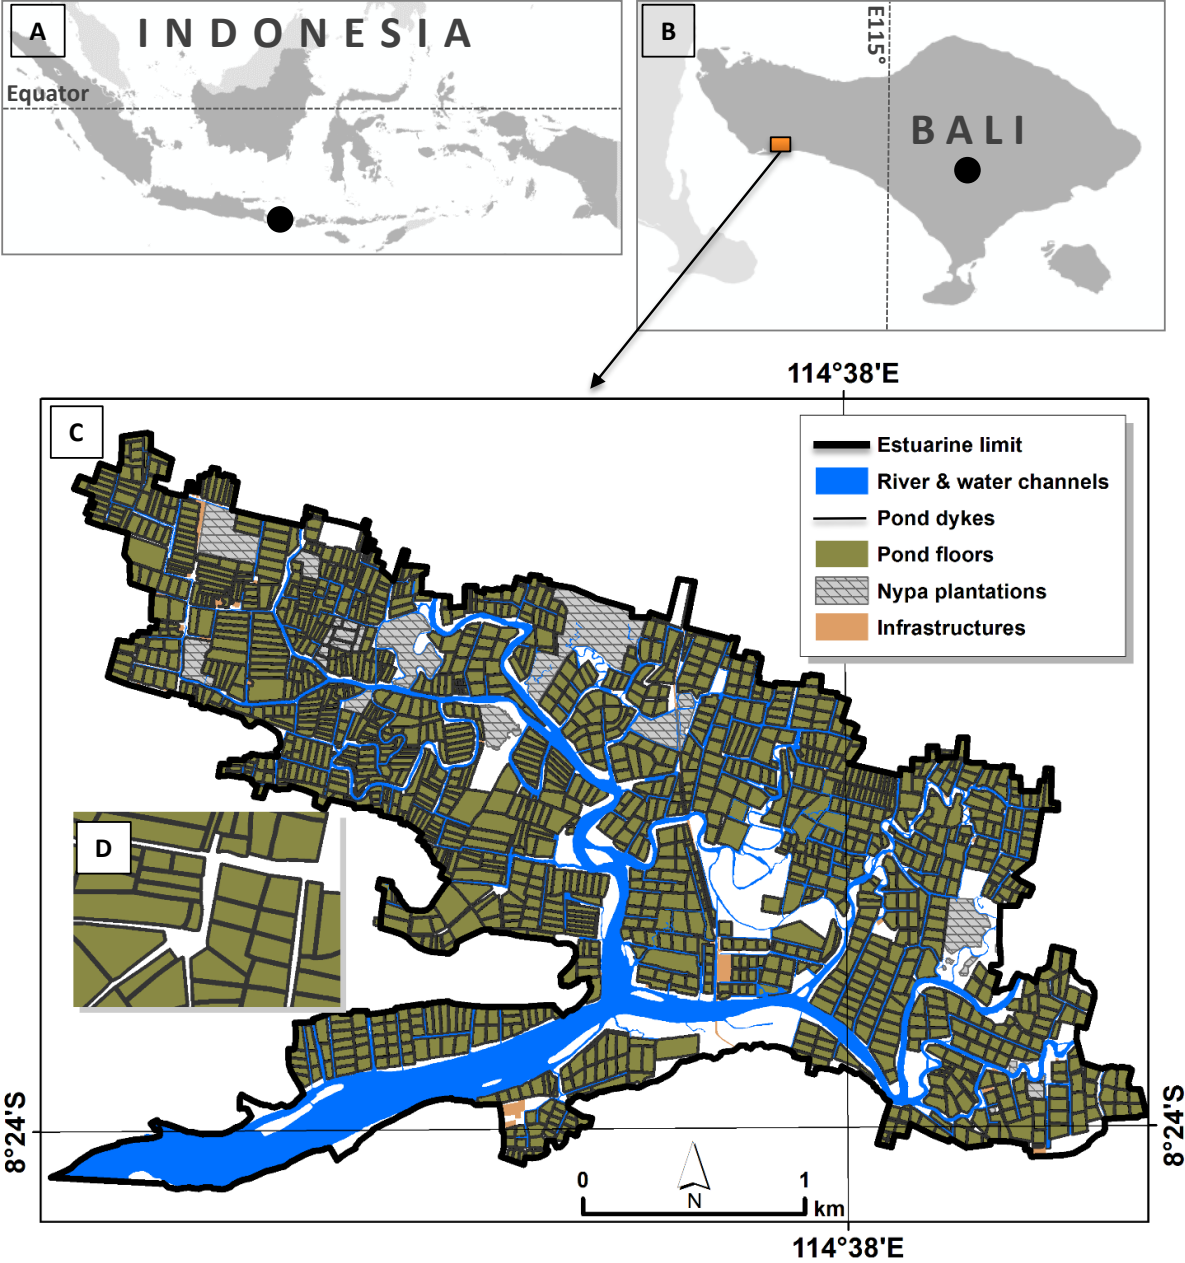 A
INDONESIA
Equator
B
E115°
BALI
114°38'E
C
Estuarine limit
River & water channels
Pond dykes
Pond floors
Nypa plantations
Infrastructures
D
8°24'S
8°24'S
0
1
km
N
114°38'E